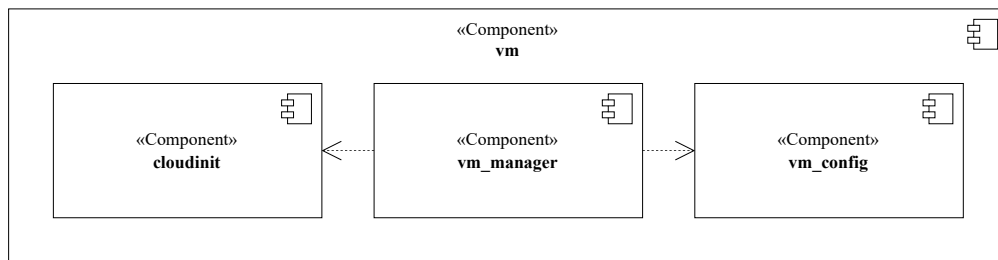 «Component»
vm
«Component»
cloudinit
«Component»
vm_manager
«Component»
vm_config